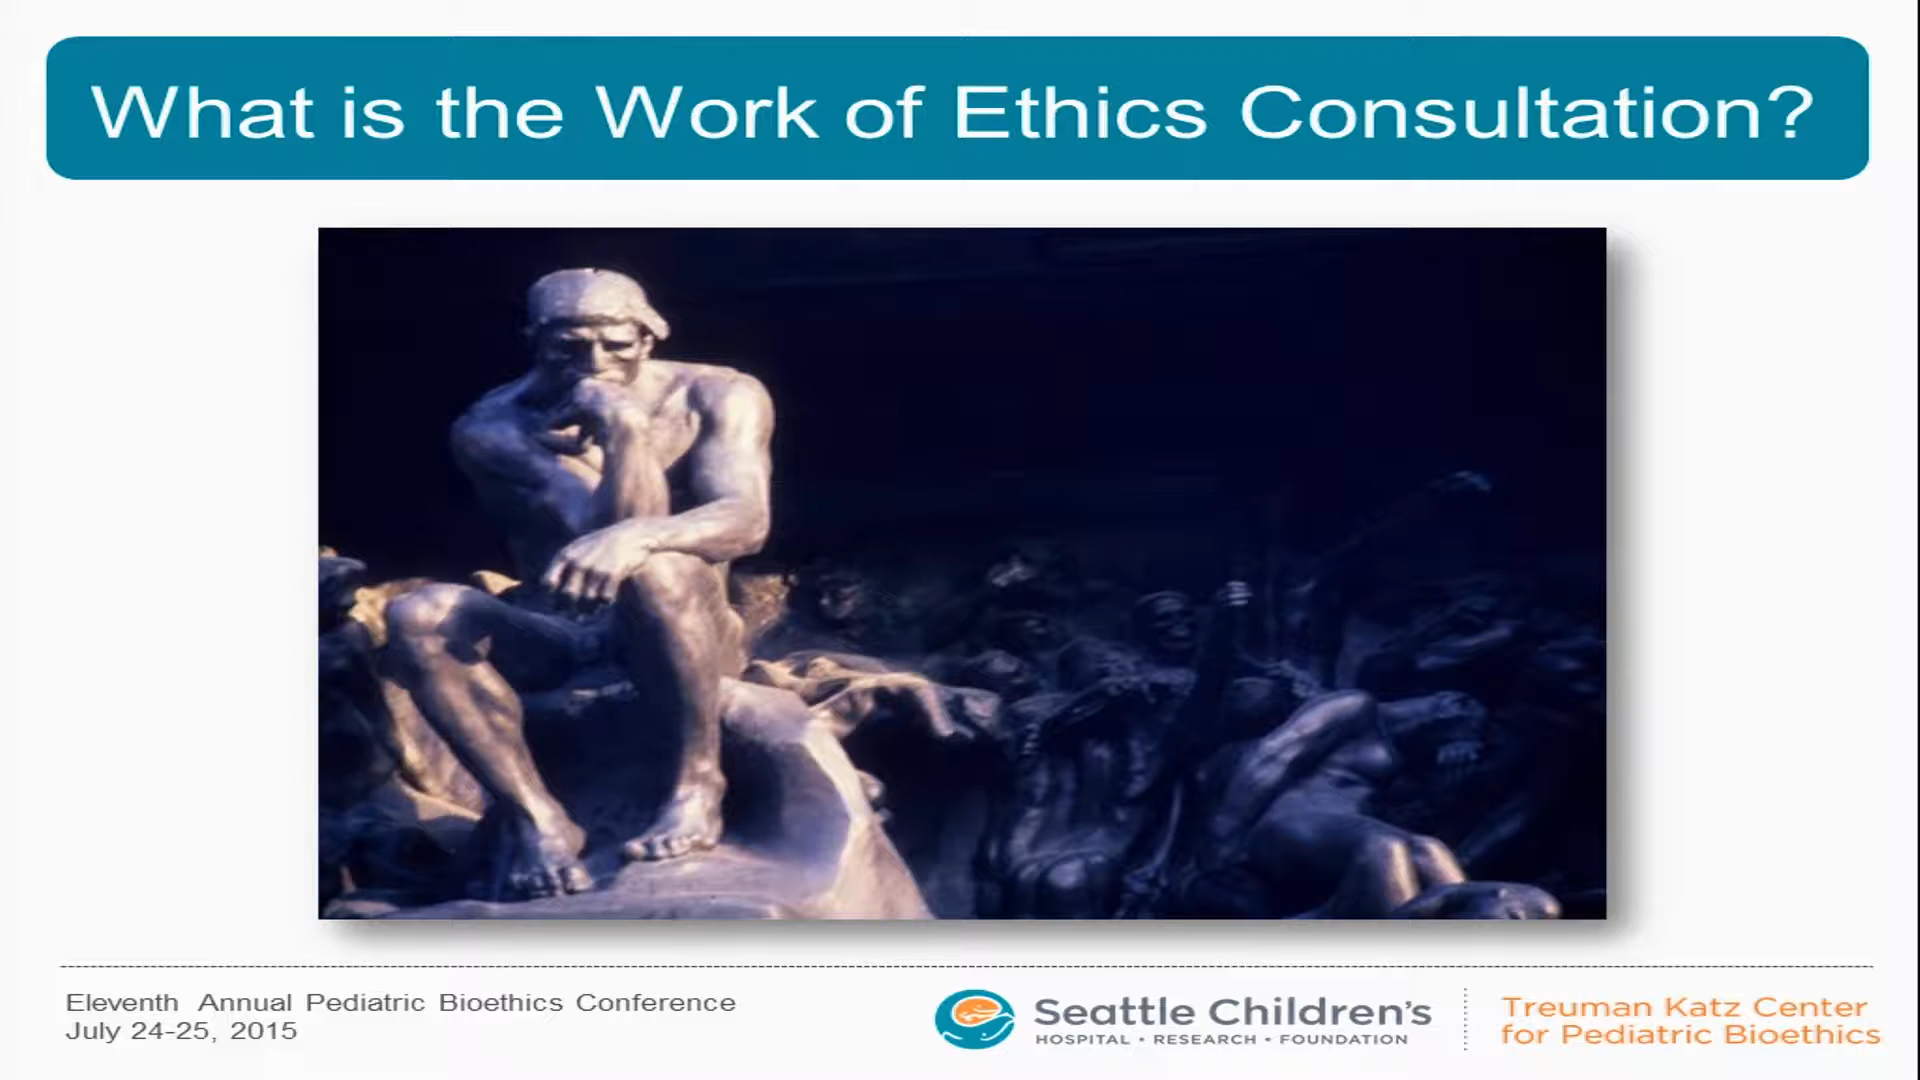 What is the Work of Ethics Consultation?
Eleventh Annual Pediatric Bioethics Conference
July 24-25, 2015
Seattle Children's
HOSPITAL • RESEARCH • FOUNDATION
Treuman Katz Center
for Pediatric Bioethics